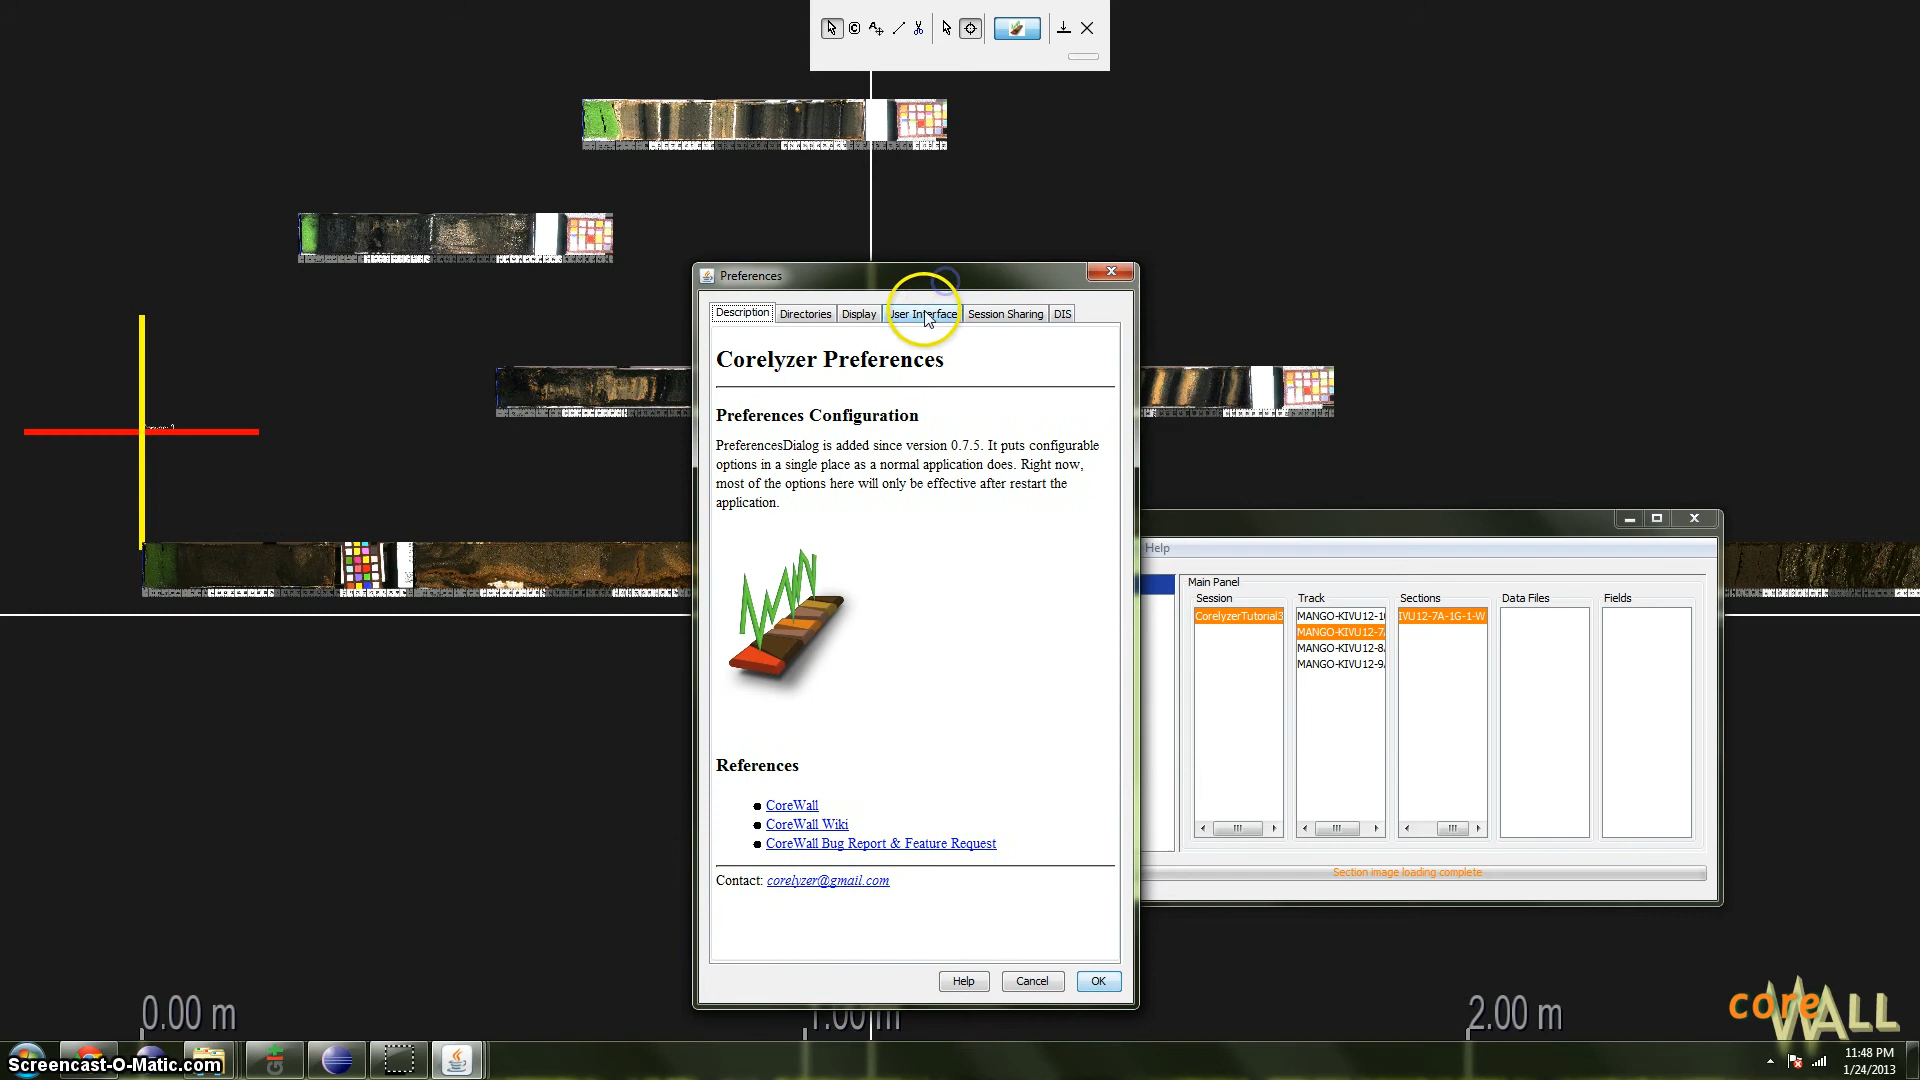 Preferences
Description Directories Display User Interface Session Sharing DIS
Corelyzer Preferences
Preferences Configuration
PreferencesDialog is added since version 0.7.5. It puts configurable
options in a single place as a normal application does. Right now,
most of the options here will only be effective after restart the
application.
References
CoreWall
CoreWall Wiki
CoreWall Bug Report & Feature Request
Contact: corelyzer@gmail.com
Help Cancel OK
Help
Main Panel
Session Track Sections Data Files Fields
CorelyzerTutorial3 MANGO-KIVU12-1 IVU12-7A-1G-1-W
MANGO-KIVU12-7
MANGO-KIVU12-8
MANGO-KIVU12-9
Section image loading complete
0.00 m 1.00 m 2.00 m
core WALL
Screencast-O-Matic.com
11:48 PM
1/24/2013